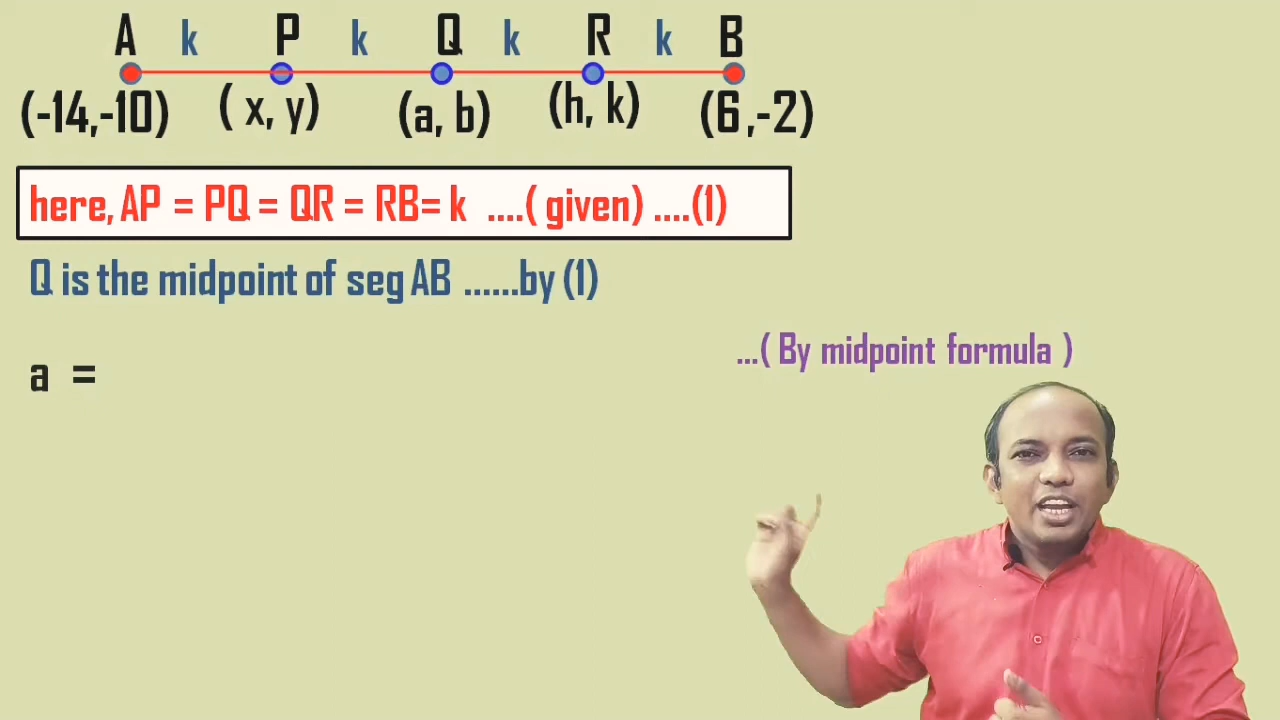 A k P k Q k R k B
(-14,-10) ( x, y) (a, b) (h, k) (6 ,-2)
here, AP = PQ = QR = RB= k ....( given) ....(1)
Q is the midpoint of seg AB ......by (1)
...( By midpoint formula )
a =